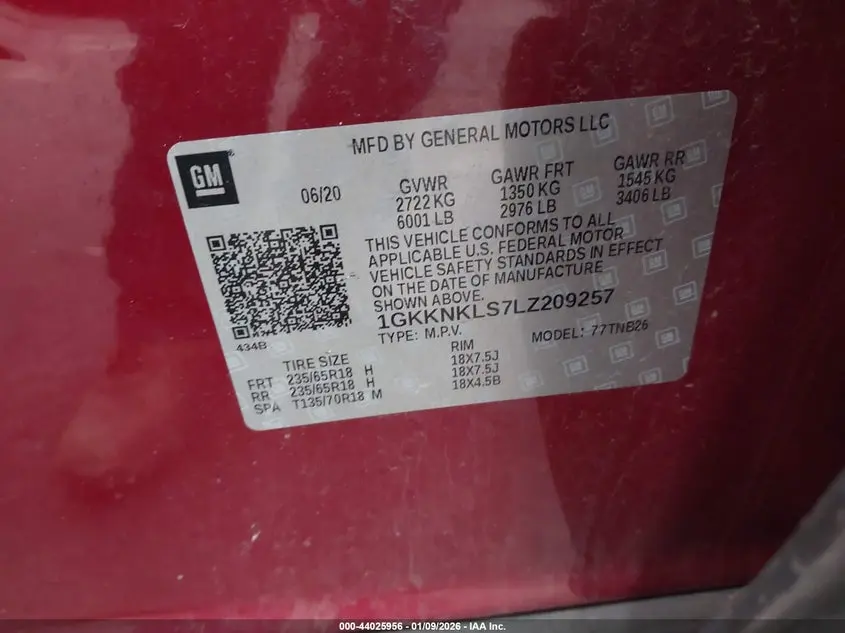 MFD BY GENERAL MOTORS LLC
GM
06/20
GVWR
2722 KG
6001 LB
GAWR FRT
1350 KG
2976 LB
GAWR RR
1545 KG
3406 LB
THIS VEHICLE CONFORMS TO ALL
APPLICABLE U.S. FEDERAL MOTOR
VEHICLE SAFETY STANDARDS IN EFFECT
ON THE DATE OF MANUFACTURE
SHOWN ABOVE.
1GKKNKLS7LZ209257
TYPE: M.P.V. MODEL: 77TNB26
434B
TIRE SIZE RIM
FRT 235/65R18 H 18X7.5J
RR 235/65R18 H 18X7.5J
SPA T135/70R18 M 18X4.5B
000-44025956 - 01/09/2026 - IAA Inc.